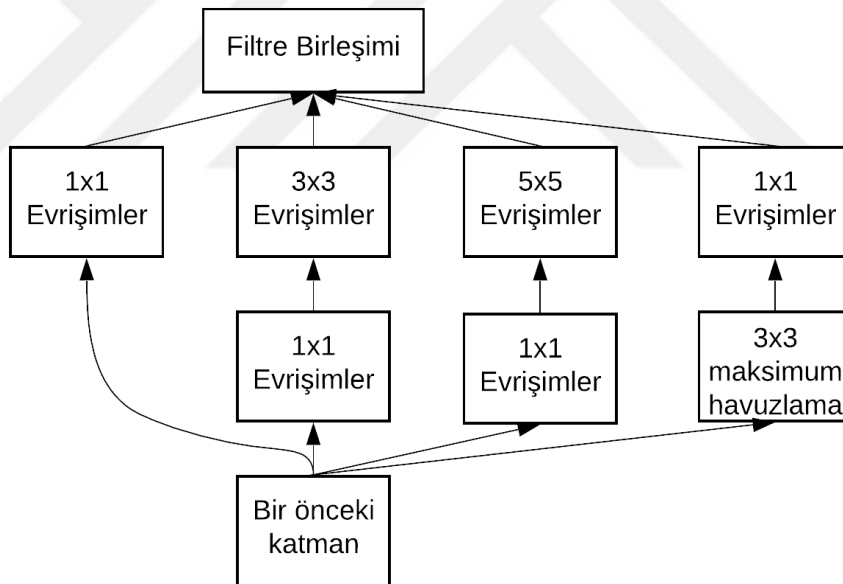 Filtre Birleşimi
1x1
Evrişimler
3x3
Evrişimler
5x5
Evrişimler
1x1
Evrişimler
1x1
Evrişimler
1x1
Evrişimler
3x3
maksimum
havuzlama
Bir önceki
katman